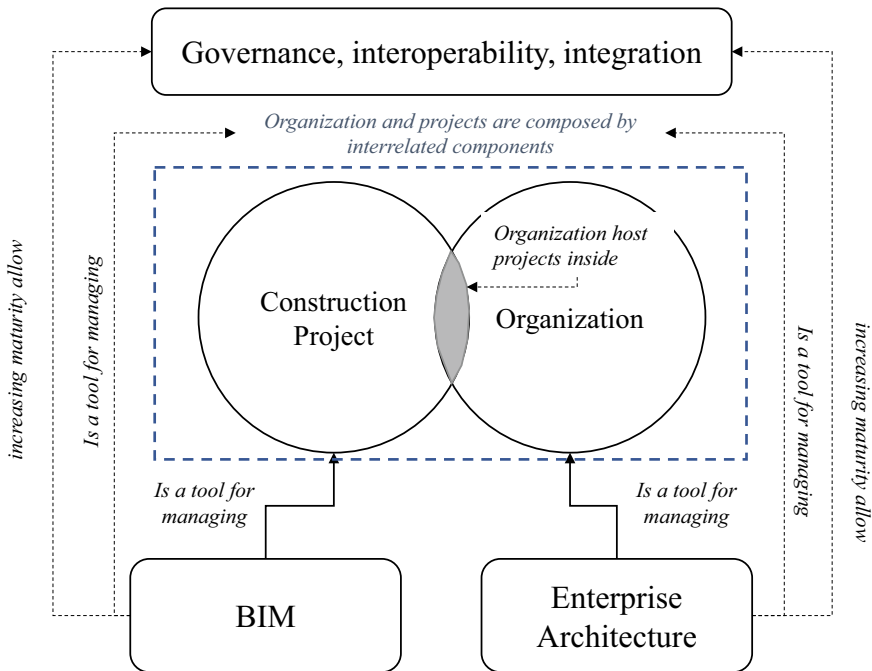 Governance, interoperability, integration
Organization and projects are composed by
interrelated components
Organization host
projects inside
Construction
Project
Organization
increasing maturity allow
Is a tool for managing
Is a tool for managing
increasing maturity allow
Is a tool for
managing
Is a tool for
managing
BIM
Enterprise
Architecture